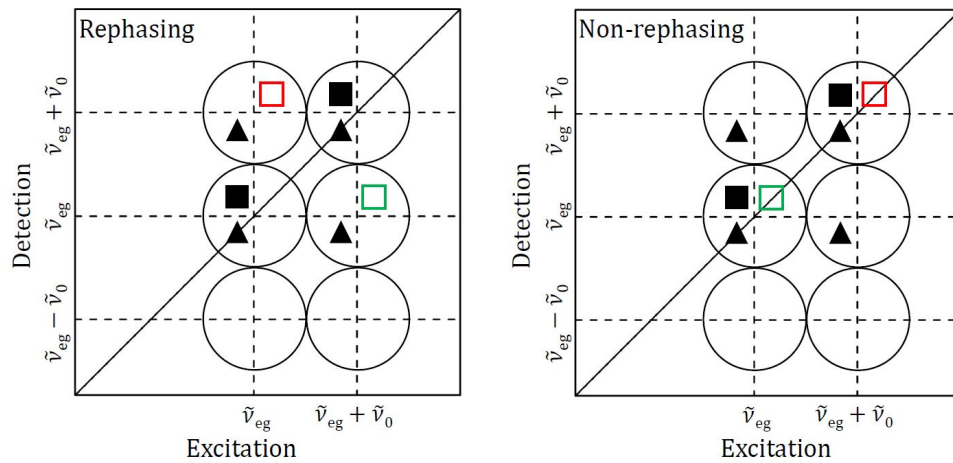 Rephasing
Detection
ν̃eg + ν̃0
ν̃eg
ν̃eg − ν̃0
ν̃eg
ν̃eg + ν̃0
Excitation
Non-rephasing
Detection
ν̃eg + ν̃0
ν̃eg
ν̃eg − ν̃0
ν̃eg
ν̃eg + ν̃0
Excitation